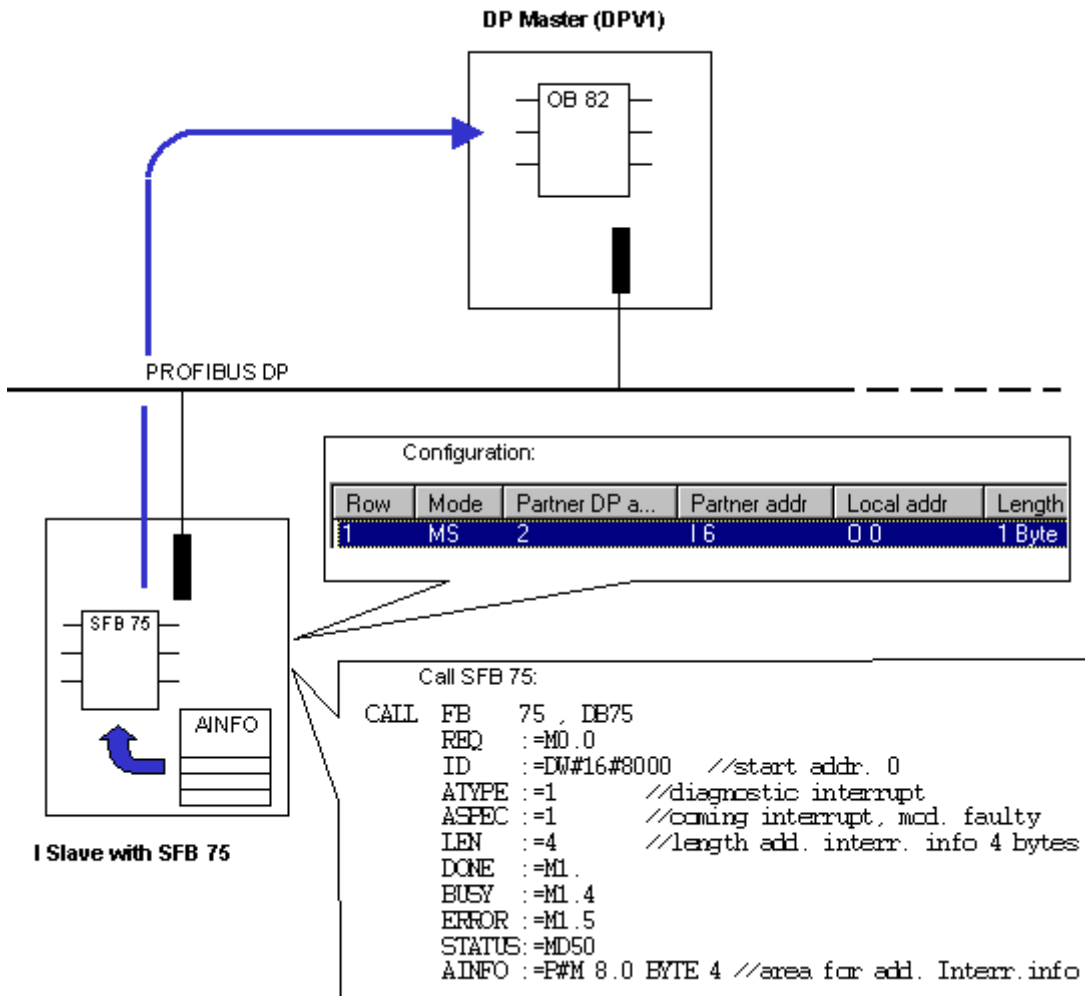 DP Master (DPV1)
OB 82
PROFIBUS DP
Configuration:
Row Mode Partner DP a... Partner addr Local addr Length
1 MS 2 I 6 O 0 1 Byte
SFB 75
AINFO
I Slave with SFB 75
Call SFB 75:
CALL FB 75 , DB75
REQ :=M0.0
ID :=DW#16#8000 //start addr. 0
ATYPE :=1 //diagnostic interrupt
ASPEC :=1 //coming interrupt, mod. faulty
LEN :=4 //length add. interr. info 4 bytes
DONE :=M1.
BUSY :=M1.4
ERROR :=M1.5
STATUS:=MD50
AINFO :=P#M 8.0 BYTE 4 //area for add. Interr.info